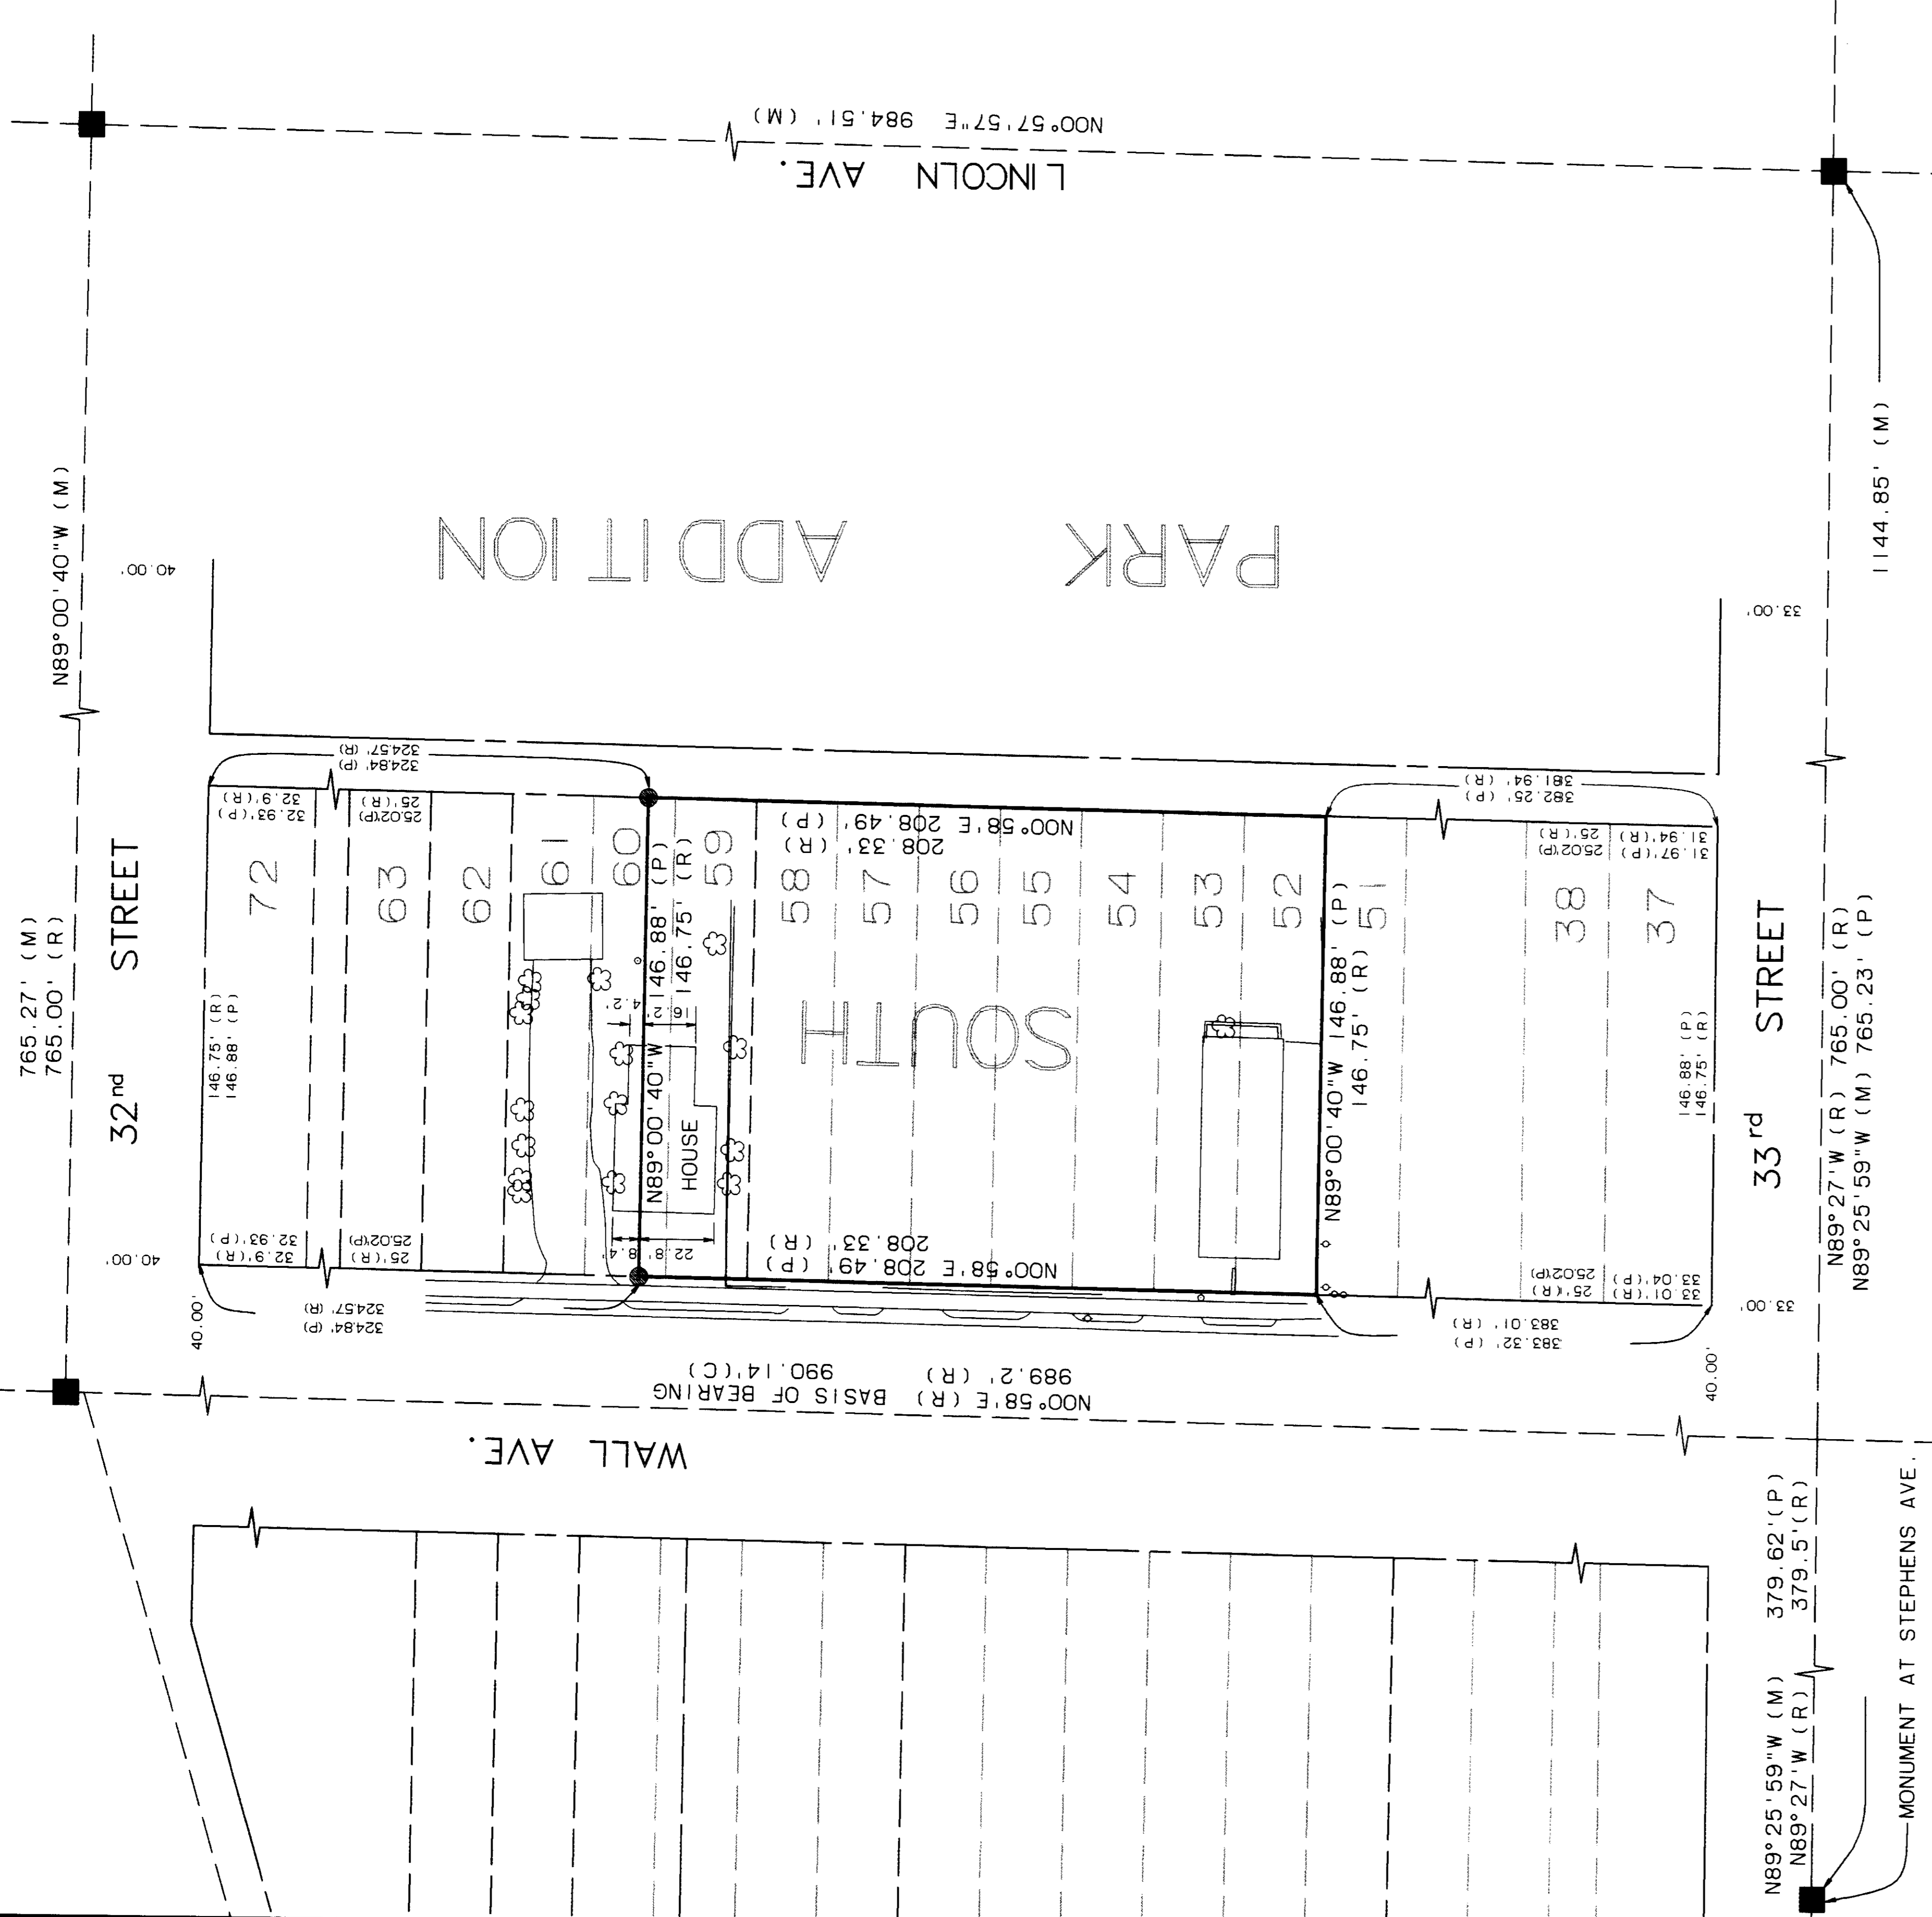 N00°57'57"E 984.51' (M)
LINCOLN AVE.
N89°00'40"W (M)
765.27' (M)
765.00' (R)
32nd STREET
40.00'
33.00'
1144.85' (M)
PARK ADDITION
SOUTH
324.84' (P)
324.57' (R)
382.25' (P)
381.94' (R)
32.93' (P)
32.9' (R)
25.02'(P)
25' (R)
N00°58'E 208.49' (P)
208.33' (R)
25.02'(P)
25' (R)
31.97' (P)
31.94' (R)
72
63
62
61
60
59
58
57
56
55
54
53
52
51
38
37
146.75' (R)
146.88' (P)
N89°00'40"W 146.88' (P)
146.75' (R)
4.2'
16.2'
HOUSE
22.8'
8.4'
N89°00'40"W 146.88' (P)
146.75' (R)
146.88' (P)
146.75' (R)
33rd STREET
N89°27'W (R) 765.00' (R)
N89°25'59"W (M) 765.23' (P)
32.9' (R)
32.93' (P)
25' (R)
25.02'(P)
N00°58'E 208.49' (P)
208.33' (R)
25' (R)
25.02'(P)
33.01' (R)
33.04' (P)
40.00'
40.00'
33.00'
40.00'
324.84' (P)
324.57' (R)
383.32' (P)
383.01' (R)
N00°58'E (R) BASIS OF BEARING
989.2' (R) 990.14'(C)
WALL AVE.
N89°25'59"W (M) 379.62'(P)
N89°27'W (R) 379.5'(R)
MONUMENT AT STEPHENS AVE.